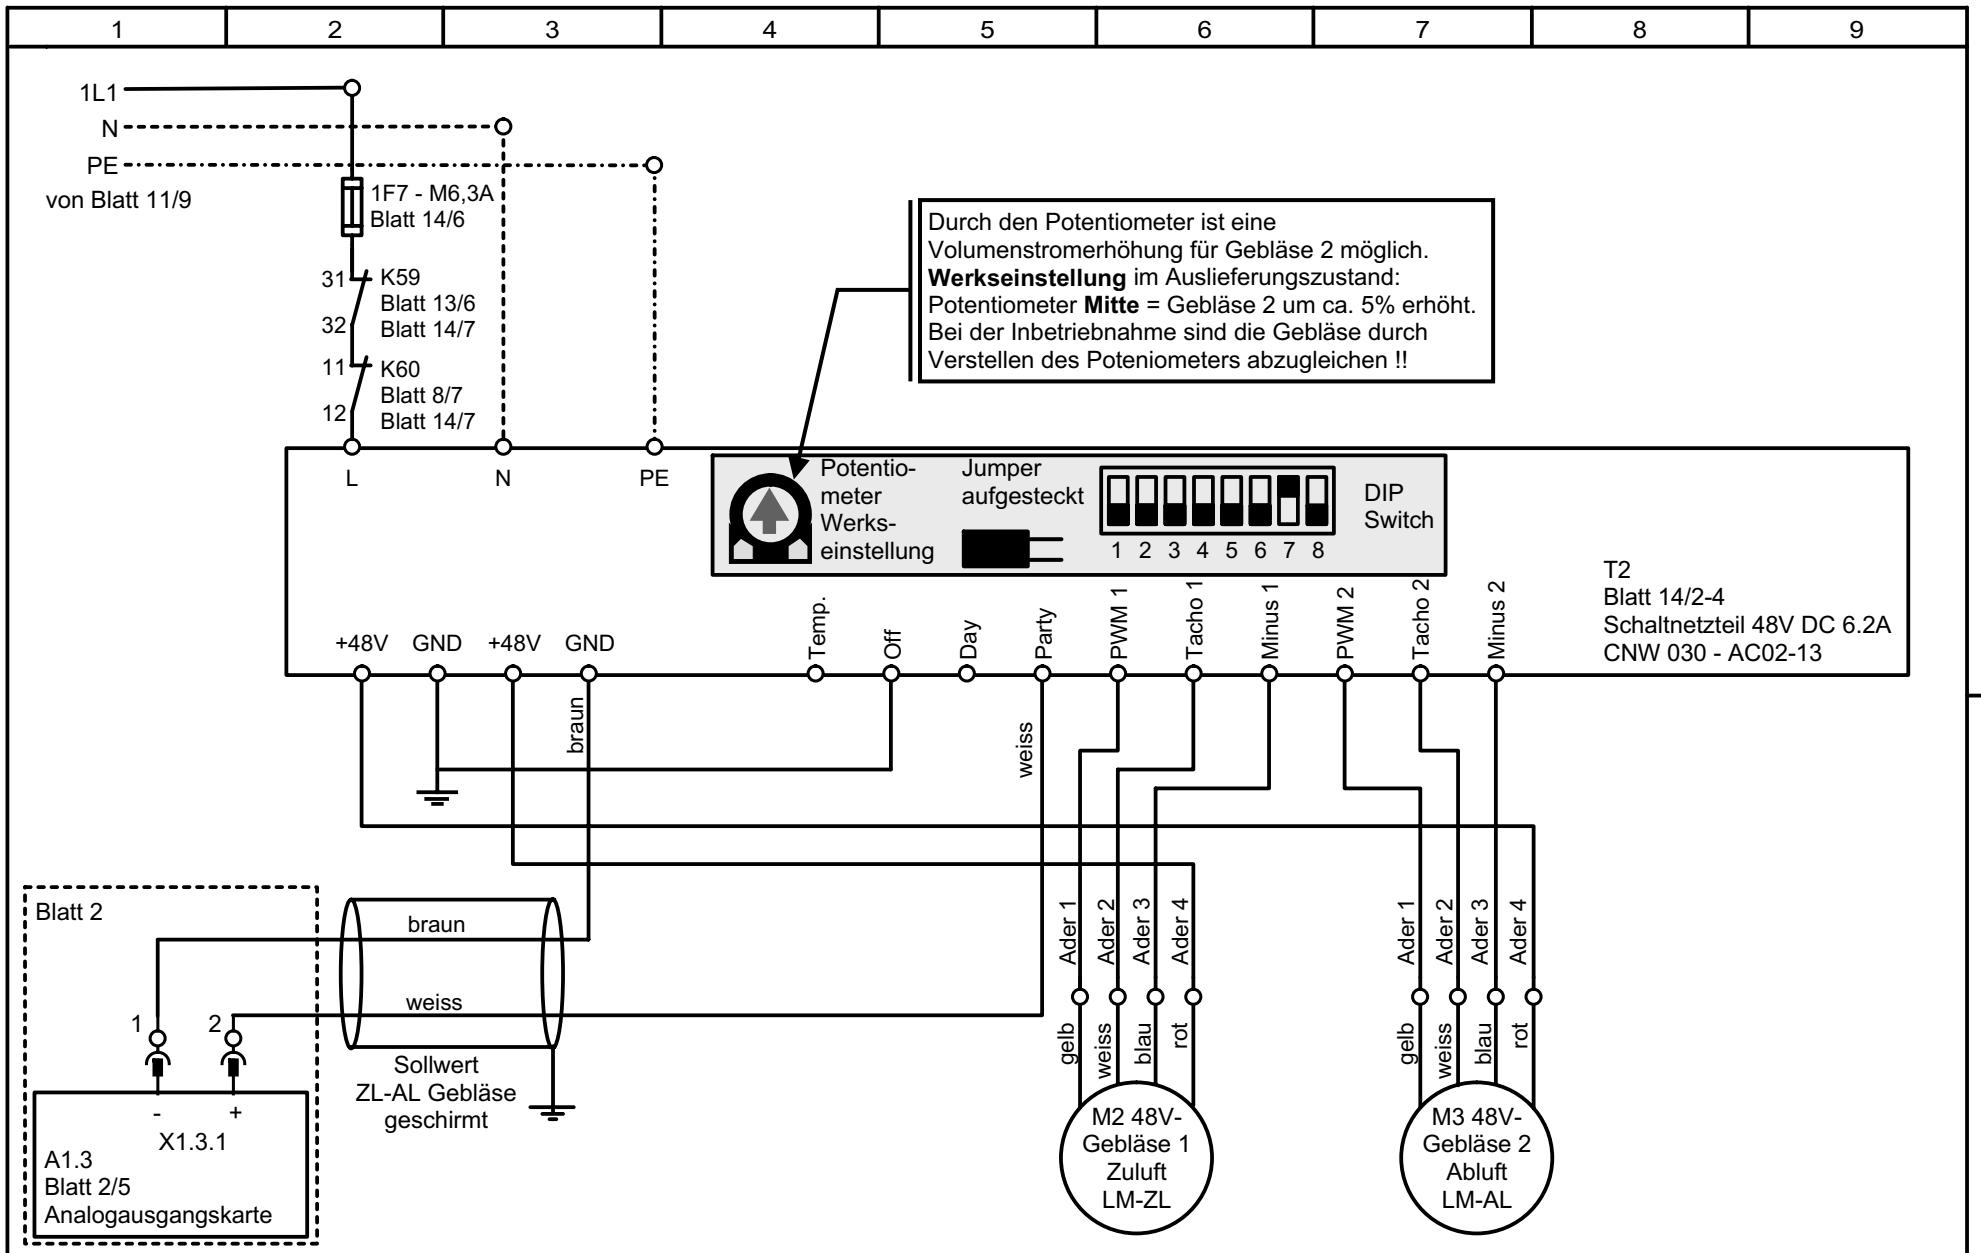 1 2 3 4 5 6 7 8 9
1L1
N
PE
von Blatt 11/9
1F7 - M6,3A
Blatt 14/6
31
K59
Blatt 13/6
32
Blatt 14/7
11
K60
Blatt 8/7
12
Blatt 14/7
Durch den Potentiometer ist eine
Volumenstromerhöhung für Gebläse 2 möglich.
Werkseinstellung im Auslieferungszustand:
Potentiometer Mitte = Gebläse 2 um ca. 5% erhöht.
Bei der Inbetriebnahme sind die Gebläse durch
Verstellen des Poteniometers abzugleichen !!
L
N
PE
Potentio-
meter
Werks-
einstellung
Jumper
aufgesteckt
1 2 3 4 5 6 7 8
DIP
Switch
T2
Blatt 14/2-4
Schaltnetzteil 48V DC 6.2A
CNW 030 - AC02-13
+48V
GND
+48V
GND
Temp.
Off
Day
Party
PWM 1
Tacho 1
Minus 1
PWM 2
Tacho 2
Minus 2
braun
weiss
Blatt 2
braun
weiss
1
2
Sollwert
ZL-AL Gebläse
geschirmt
- +
X1.3.1
A1.3
Blatt 2/5
Analogausgangskarte
Ader 1
Ader 2
Ader 3
Ader 4
gelb
weiss
blau
rot
M2 48V-
Gebläse 1
Zuluft
LM-ZL
Ader 1
Ader 2
Ader 3
Ader 4
gelb
weiss
blau
rot
M3 48V-
Gebläse 2
Abluft
LM-AL